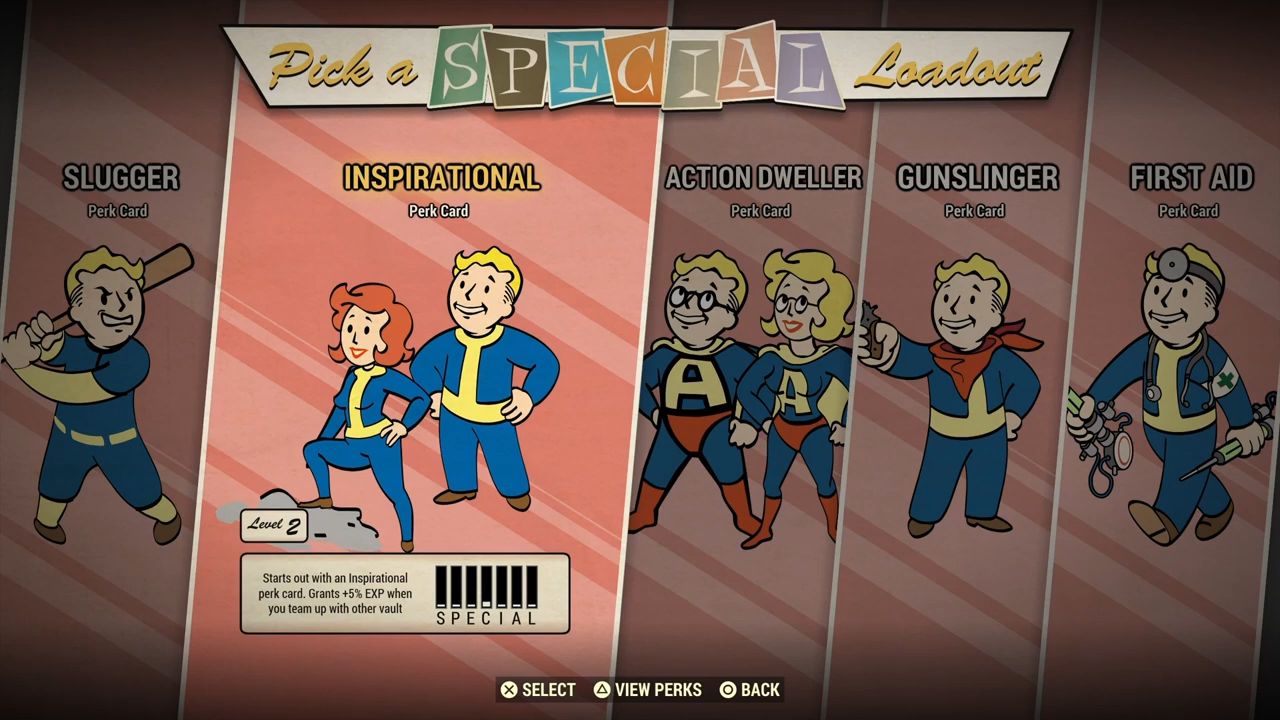 Pick a SPECIAL Loadout
SLUGGER
Perk Card
INSPIRATIONAL
Perk Card
ACTION DWELLER
Perk Card
GUNSLINGER
Perk Card
FIRST AID
Perk Card
A
A
Level 2
Starts out with an Inspirational
perk card. Grants +5% EXP when
you team up with other vault
SPECIAL
SELECT
VIEW PERKS
BACK